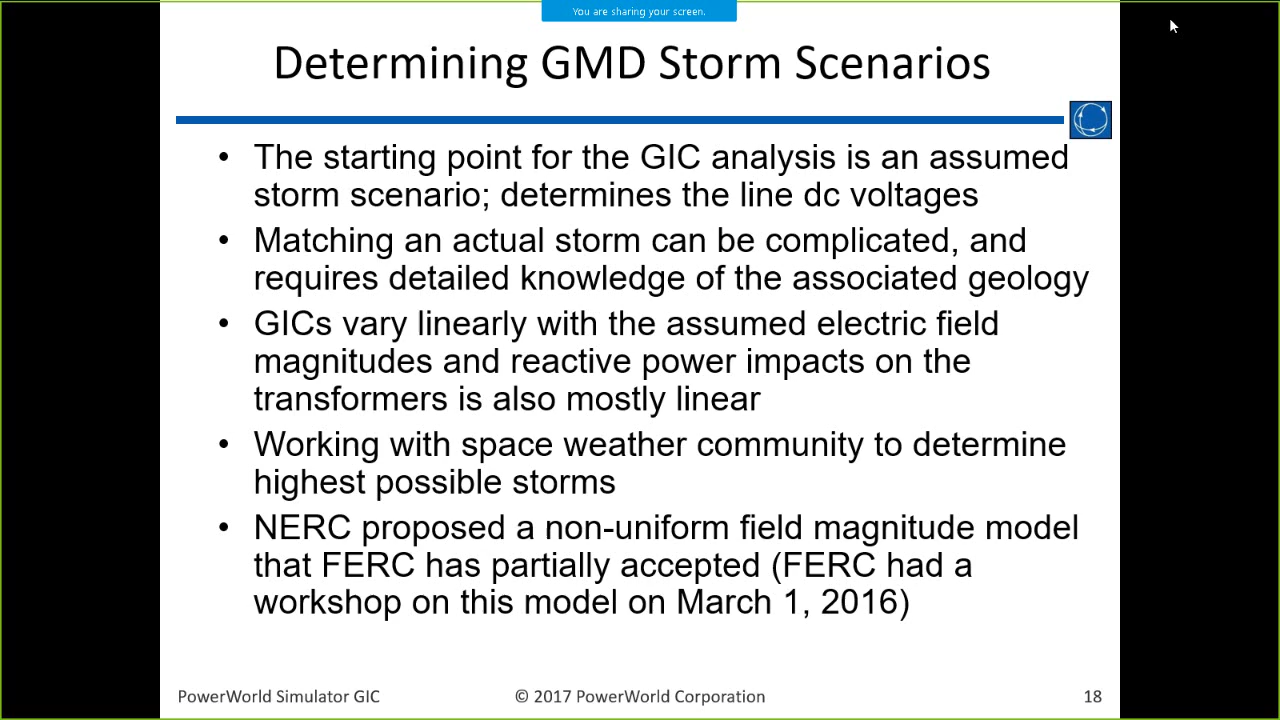 You are sharing your screen.
Determining GMD Storm Scenarios
• The starting point for the GIC analysis is an assumed
storm scenario; determines the line dc voltages
• Matching an actual storm can be complicated, and
requires detailed knowledge of the associated geology
• GICs vary linearly with the assumed electric field
magnitudes and reactive power impacts on the
transformers is also mostly linear
• Working with space weather community to determine
highest possible storms
• NERC proposed a non-uniform field magnitude model
that FERC has partially accepted (FERC had a
workshop on this model on March 1, 2016)
PowerWorld Simulator GIC
© 2017 PowerWorld Corporation
18